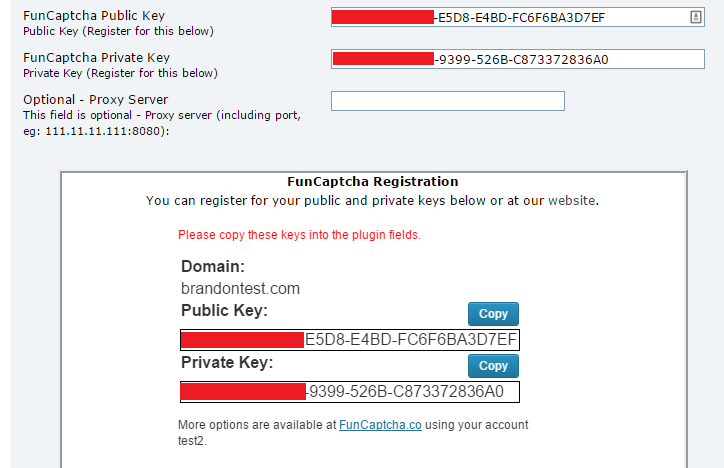 FunCaptcha Public Key
Public Key (Register for this below)
-E5D8-E4BD-FC6F6BA3D7EF
FunCaptcha Private Key
Private Key (Register for this below)
-9399-526B-C873372836A0
Optional - Proxy Server
This field is optional - Proxy server (including port,
eg: 111.11.11.111:8080):
FunCaptcha Registration
You can register for your public and private keys below or at our website.
Please copy these keys into the plugin fields.
Domain:
brandontest.com
Public Key:
Copy
E5D8-E4BD-FC6F6BA3D7EF
Private Key:
Copy
-9399-526B-C873372836A0
More options are available at FunCaptcha.co using your account
test2.